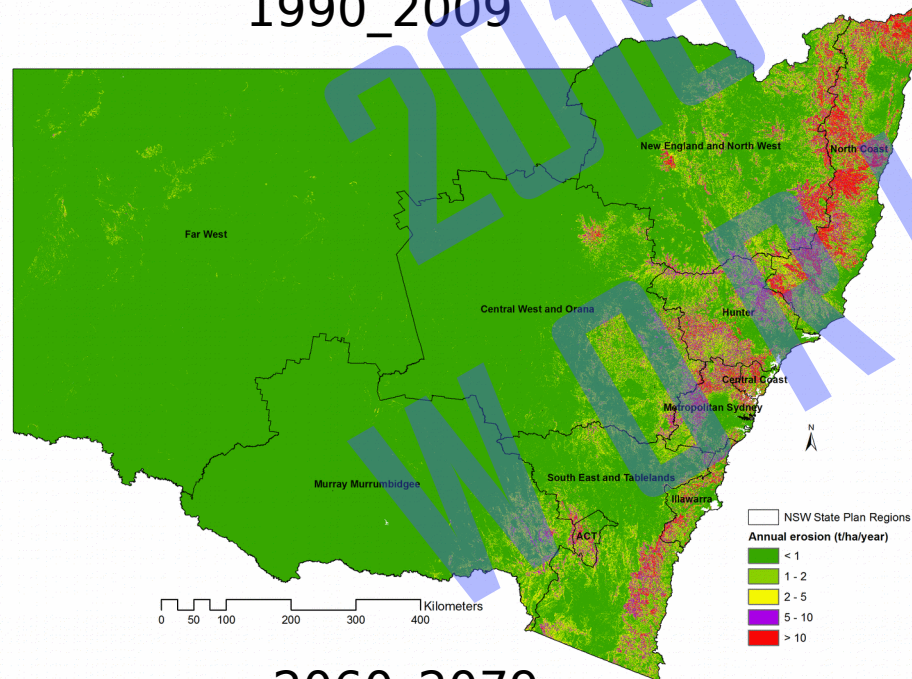 1990_2009
New England and North West
North Coast
Far West
Central West and Orana
Hunter
Central Coast
Metropolitan Sydney
N
South East and Tablelands
Murray Murrumbidgee
Illawarra
ACT
NSW State Plan Regions
Annual erosion (t/ha/year)
< 1
1 - 2
2 - 5
5 - 10
> 10
Kilometers
0 50 100 200 300 400